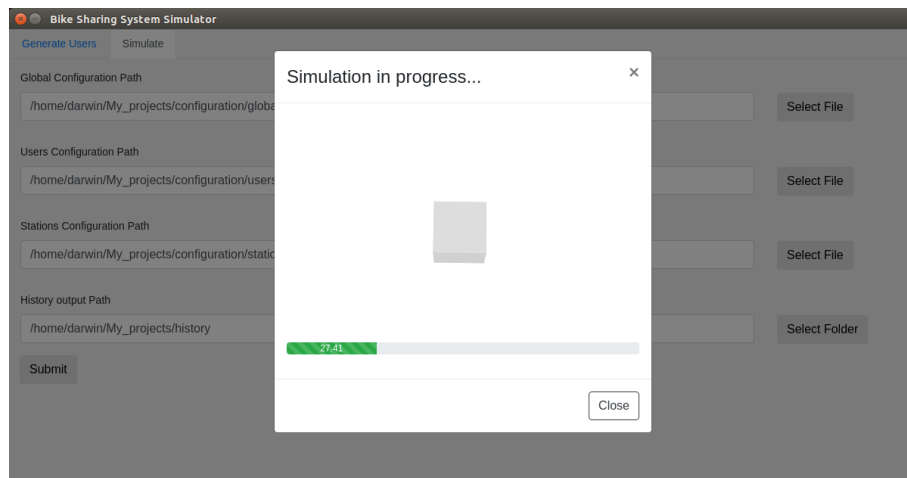 Bike Sharing System Simulator
Generate Users Simulate
Global Configuration Path
/home/darwin/My_projects/configuration/globa
Select File
Users Configuration Path
/home/darwin/My_projects/configuration/users
Select File
Stations Configuration Path
/home/darwin/My_projects/configuration/static
Select File
History output Path
/home/darwin/My_projects/history
Select Folder
Submit
Simulation in progress...
×
27.41
Close